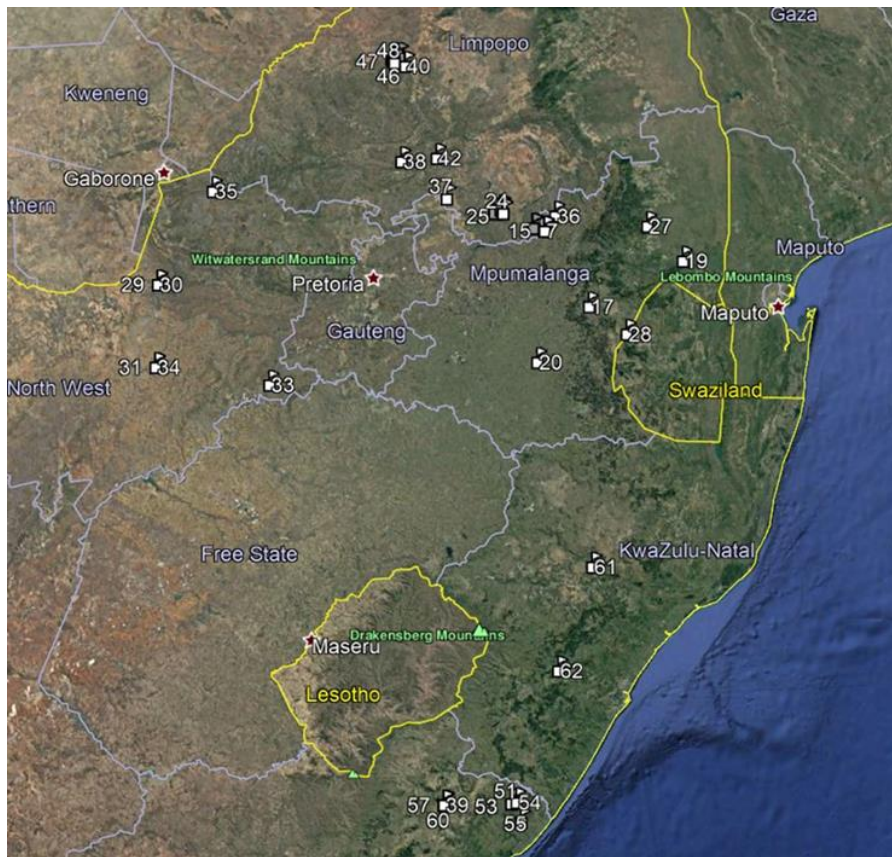 Gaza
Limpopo
48
47
40
46
Kweneng
38
42
Gaborone
37
35
thern
24
25
36
15
7
27
Witwatersrand Mountains
Maputo
19
Mpumalanga
Lebombo Mountains
29
30
Pretoria
17
Maputo
Gauteng
28
31
34
20
North West
33
Swaziland
Free State
KwaZulu-Natal
61
Drakensberg Mountains
Maseru
62
Lesotho
51
57
39
53
54
60
55